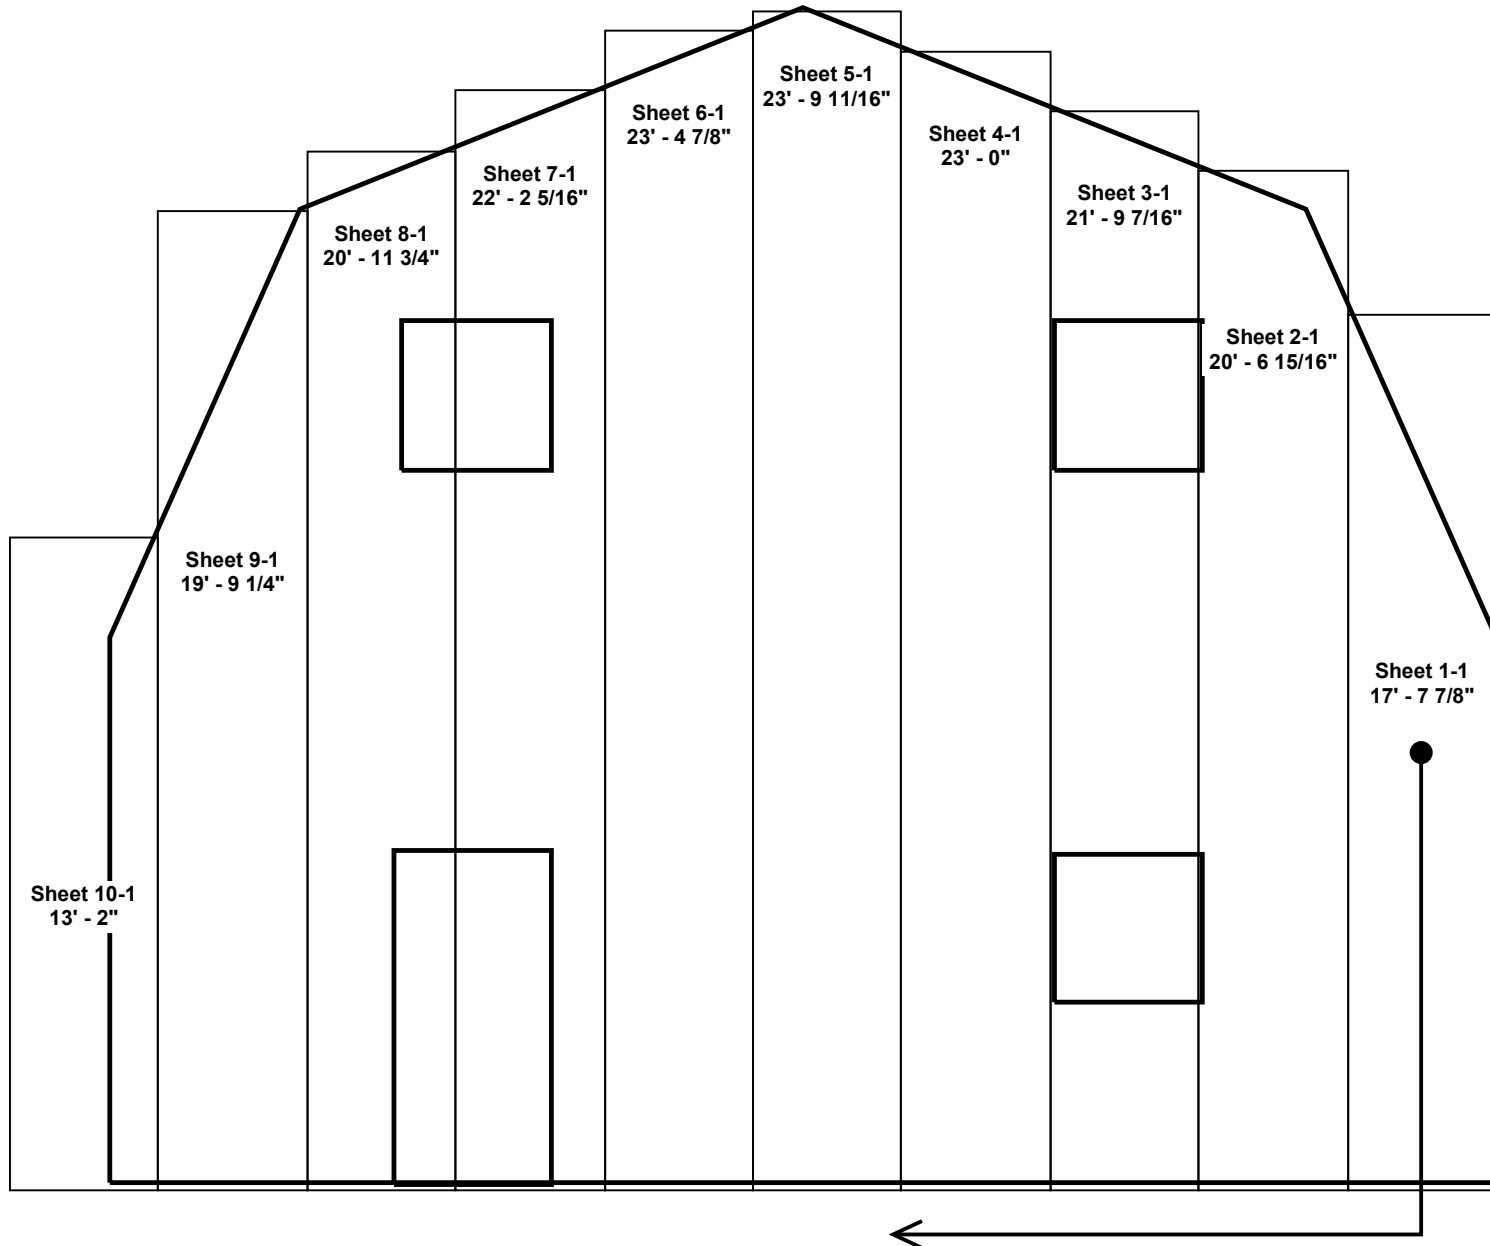 Sheet 5-1
23' - 9 11/16"
Sheet 6-1
23' - 4 7/8"
Sheet 4-1
23' - 0"
Sheet 7-1
22' - 2 5/16"
Sheet 3-1
21' - 9 7/16"
Sheet 8-1
20' - 11 3/4"
Sheet 2-1
20' - 6 15/16"
Sheet 9-1
19' - 9 1/4"
Sheet 1-1
17' - 7 7/8"
Sheet 10-1
13' - 2"